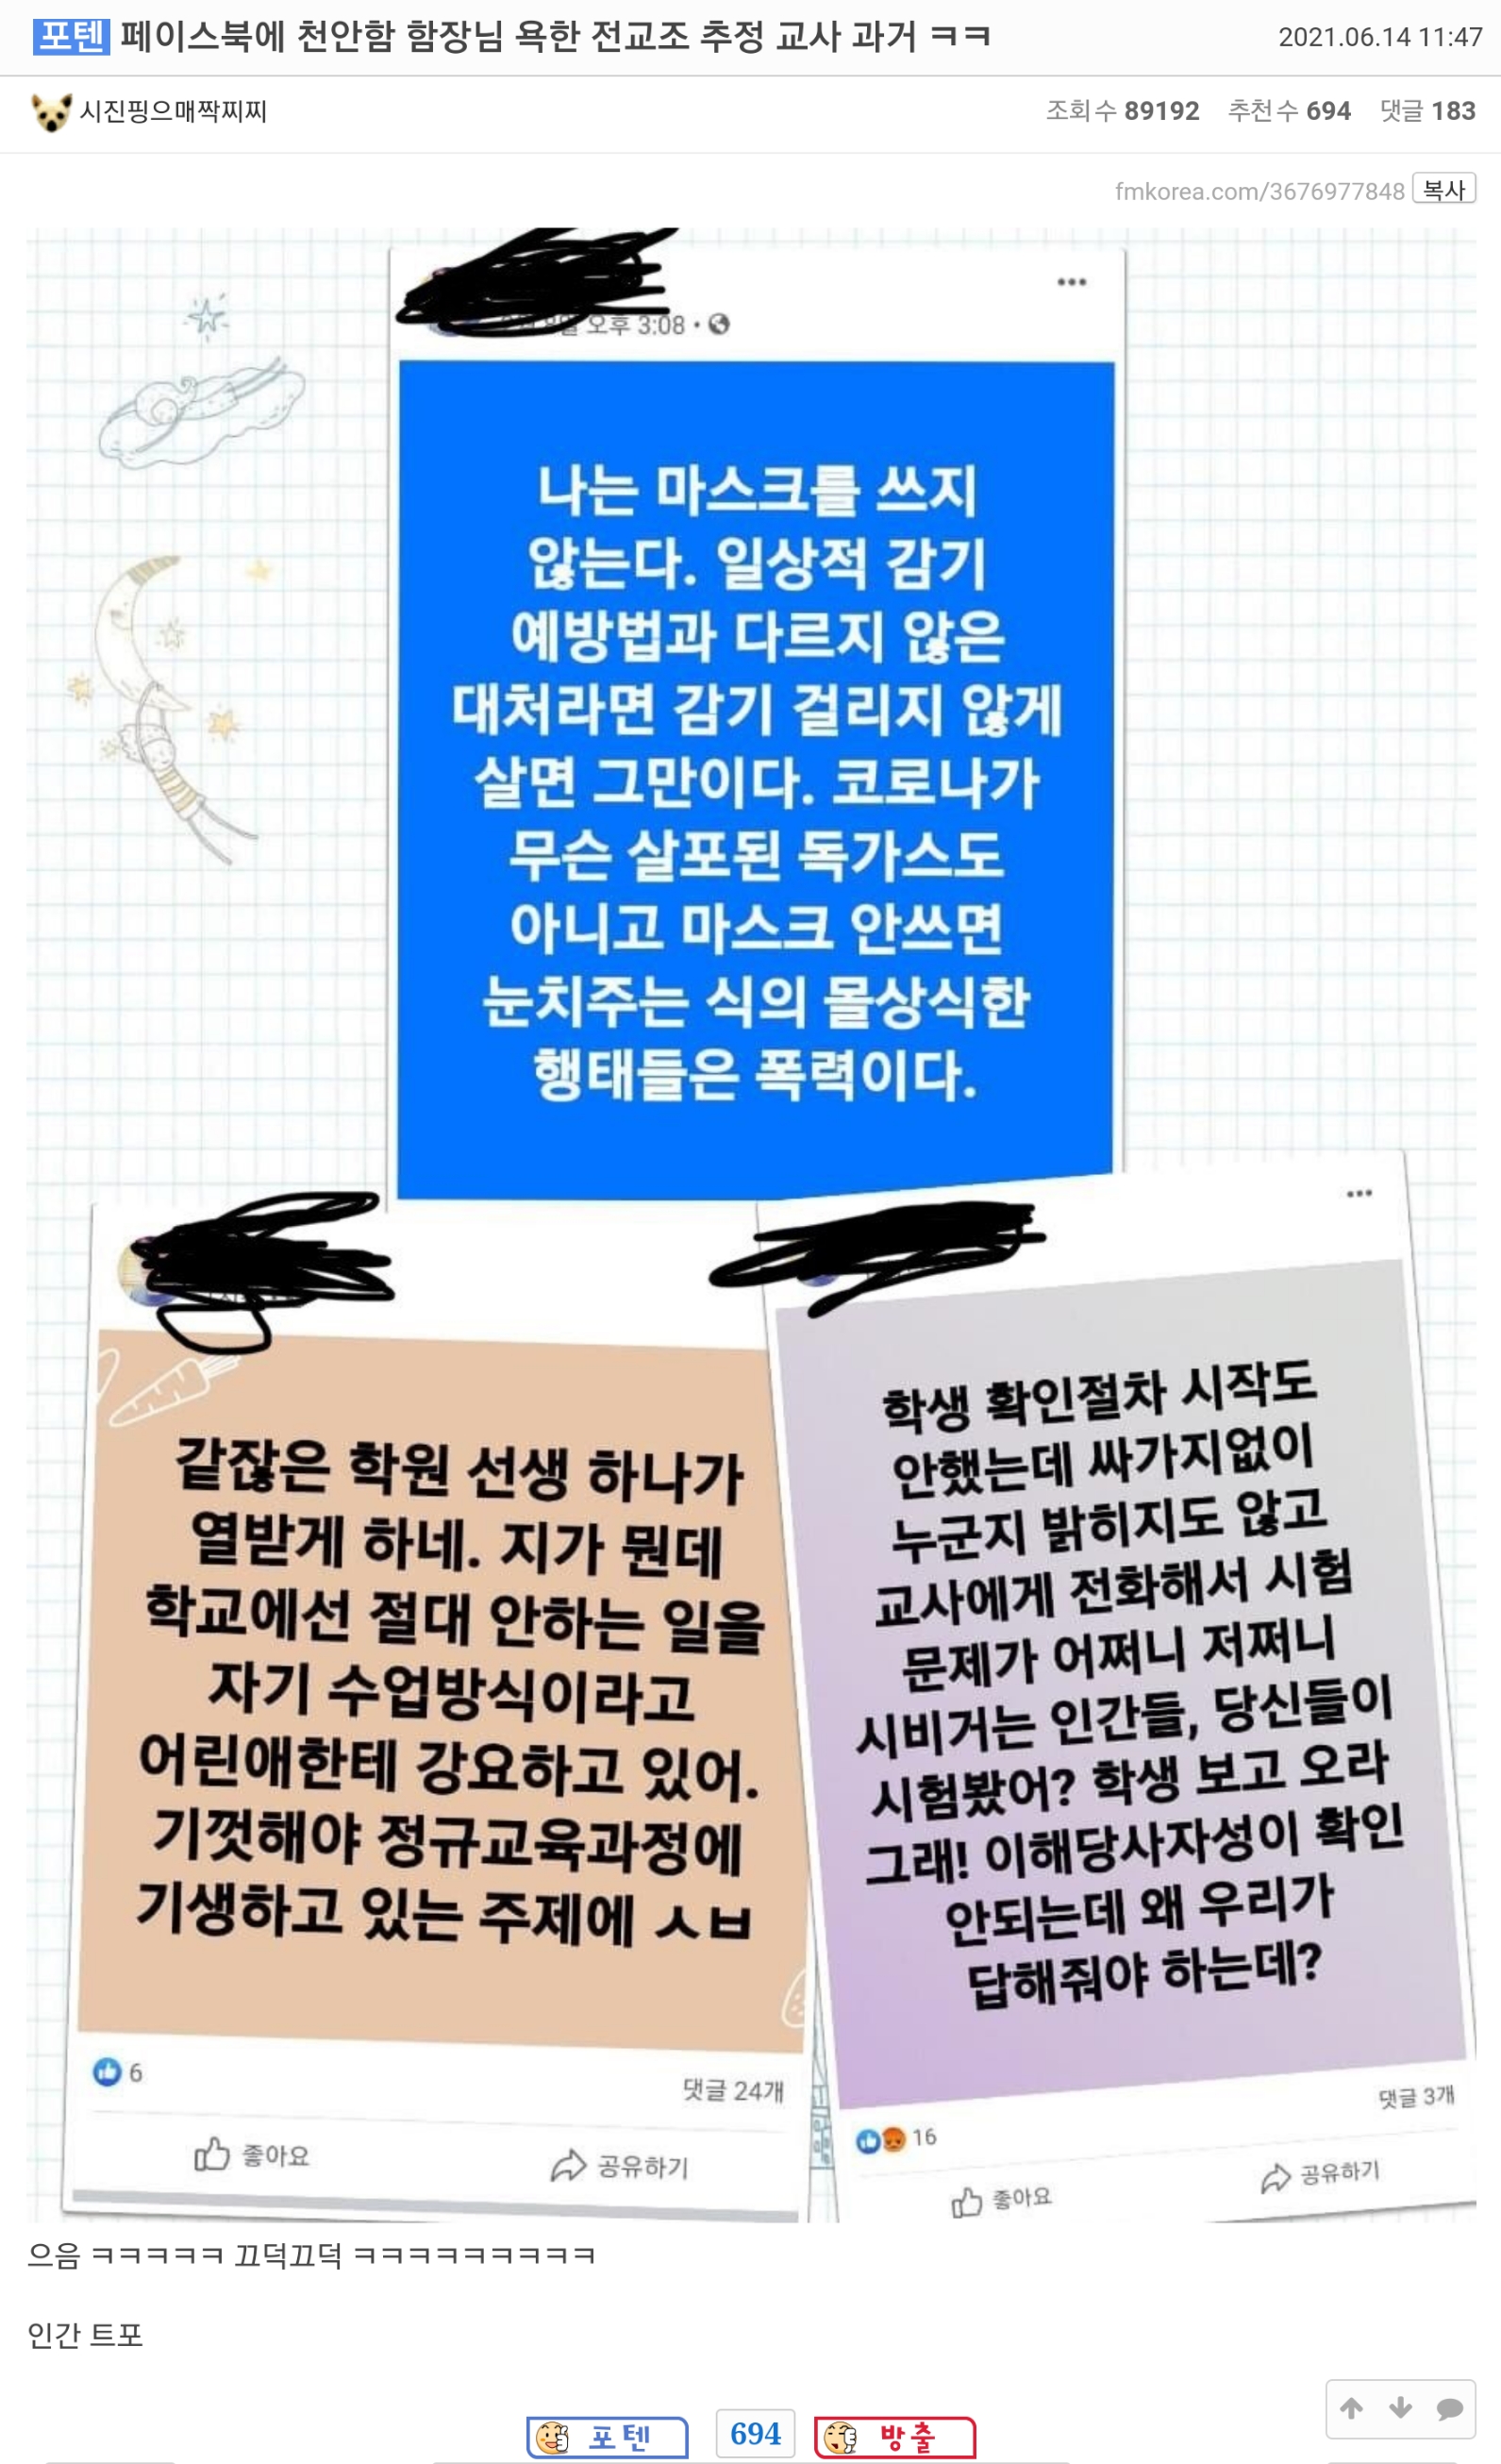 포텐 페이스북에 천안함 함장님 욕한 전교조 추정 교사 과거 ㅋㅋ 2021.06.14 11:47
시진핑으매짝찌찌 조회 수 89192 추천 수 694 댓글 183
fmkorea.com/3676977848 복사
오후 3:08
나는 마스크를 쓰지
않는다. 일상적 감기
예방법과 다르지 않은
대처라면 감기 걸리지 않게
살면 그만이다. 코로나가
무슨 살포된 독가스도
아니고 마스크 안쓰면
눈치주는 식의 몰상식한
행태들은 폭력이다.
같잖은 학원 선생 하나가
열받게 하네. 지가 뭔데
학교에선 절대 안하는 일을
자기 수업방식이라고
어린애한테 강요하고 있어.
기껏해야 정규교육과정에
기생하고 있는 주제에 ㅅㅂ
6 댓글 24개
좋아요 공유하기
학생 확인절차 시작도
안했는데 싸가지없이
누군지 밝히지도 않고
교사에게 전화해서 시험
문제가 어쩌니 저쩌니
시비거는 인간들, 당신들이
시험봤어? 학생 보고 오라
그래! 이해당사자성이 확인
안되는데 왜 우리가
답해줘야 하는데?
16 댓글 3개
좋아요 공유하기
으음 ㅋㅋㅋㅋㅋ 끄덕끄덕 ㅋㅋㅋㅋㅋㅋㅋㅋㅋ
인간 트포
포텐 694 방출